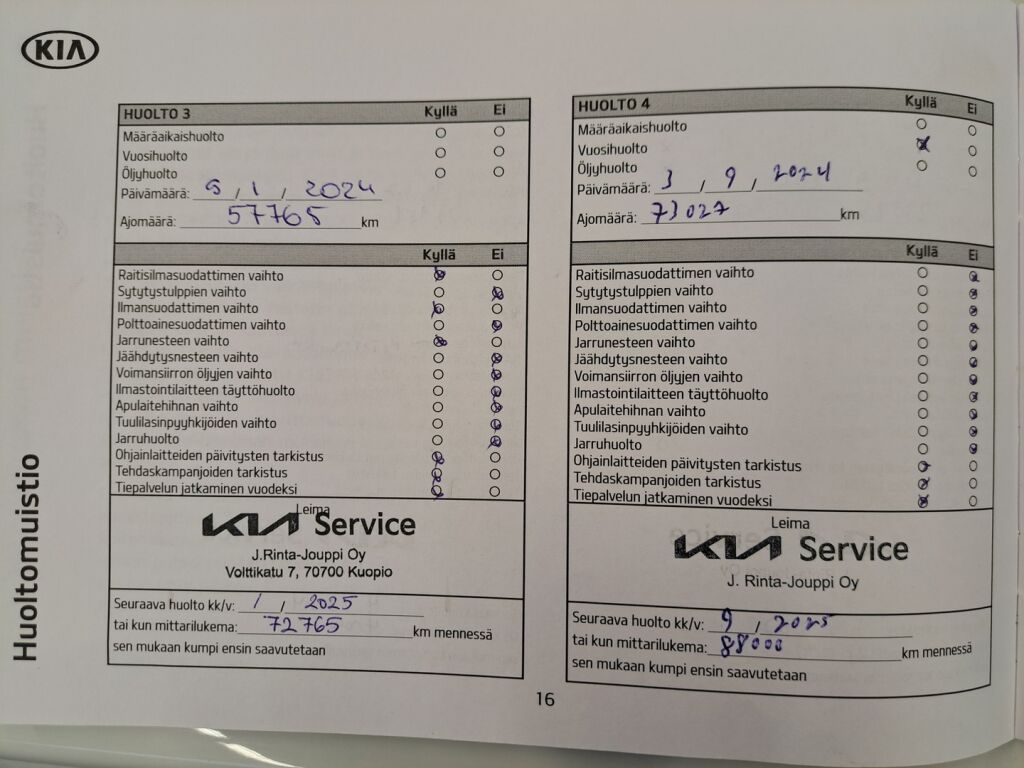 KIA
Huoltomuistio
HUOLTO 3 Kyllä Ei
Määräaikaishuolto
Vuosihuolto
Öljyhuolto
Päivämäärä: 5 / 1 / 2024
Ajomäärä: 57765 km
Kyllä Ei
Raitisilmasuodattimen vaihto
Sytytystulppien vaihto
Ilmansuodattimen vaihto
Polttoainesuodattimen vaihto
Jarrunesteen vaihto
Jäähdytysnesteen vaihto
Voimansiirron öljyjen vaihto
Ilmastointilaitteen täyttöhuolto
Apulaitehihnan vaihto
Tuulilasinpyyhkijöiden vaihto
Jarruhuolto
Ohjainlaitteiden päivitysten tarkistus
Tehdaskampanjoiden tarkistus
Tiepalvelun jatkaminen vuodeksi
Leima
KIA Service
J.Rinta-Jouppi Oy
Volttikatu 7, 70700 Kuopio
Seuraava huolto kk/v: 1 / 2025
tai kun mittarilukema: 72765 km mennessä
sen mukaan kumpi ensin saavutetaan
HUOLTO 4 Kyllä Ei
Määräaikaishuolto
Vuosihuolto
Öljyhuolto
Päivämäärä: 3 / 9 / 2024
Ajomäärä: 73027 km
Kyllä Ei
Raitisilmasuodattimen vaihto
Sytytystulppien vaihto
Ilmansuodattimen vaihto
Polttoainesuodattimen vaihto
Jarrunesteen vaihto
Jäähdytysnesteen vaihto
Voimansiirron öljyjen vaihto
Ilmastointilaitteen täyttöhuolto
Apulaitehihnan vaihto
Tuulilasinpyyhkijöiden vaihto
Jarruhuolto
Ohjainlaitteiden päivitysten tarkistus
Tehdaskampanjoiden tarkistus
Tiepalvelun jatkaminen vuodeksi
Leima
KIA Service
J. Rinta-Jouppi Oy
Seuraava huolto kk/v: 9 / 2025
tai kun mittarilukema: 88000 km mennessä
sen mukaan kumpi ensin saavutetaan
16